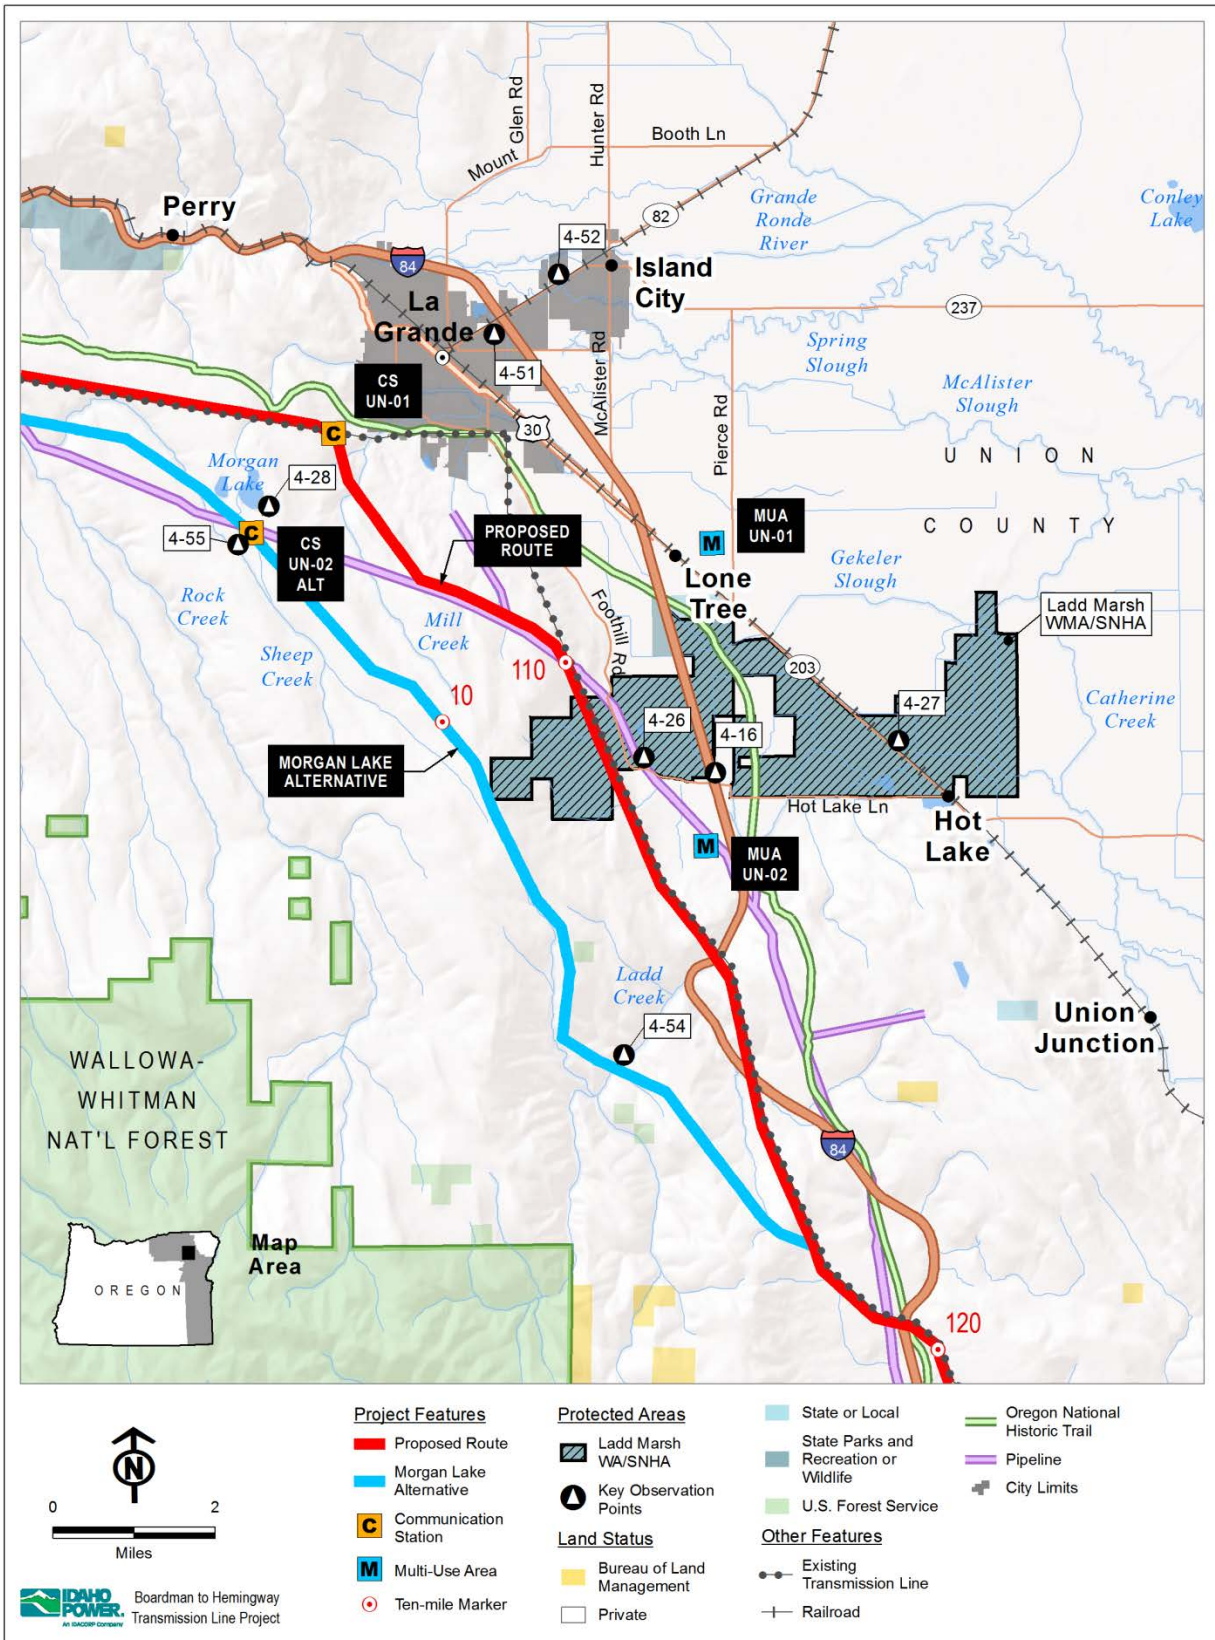 Glen Rd
Hunter Rd
Booth Ln
Mount
Perry
Grande
Ronde
River
Conley
Lake
82
4-52
84
Island
City
La
Grande
237
McAlister Rd
Spring
Slough
4-51
CS
UN-01
McAlister
Slough
30
Pierce Rd
UNION
Morgan
Lake
4-28
MUA
UN-01
COUNTY
4-55
CS
UN-02
ALT
PROPOSED
ROUTE
Lone
Tree
Gekeler
Slough
Rock
Creek
Mill
Creek
Foothill Rd
Ladd Marsh
WMA/SNHA
Sheep
Creek
110
203
10
4-26
4-27
Catherine
Creek
4-16
MORGAN LAKE
ALTERNATIVE
Hot Lake Ln
Hot
Lake
MUA
UN-02
Ladd
Creek
4-54
Union
Junction
WALLOWA-
WHITMAN
NAT'L FOREST
84
Map
Area
OREGON
120
N
0 2
Miles
IDAHO
POWER.
An IDACORP Company
Boardman to Hemingway
Transmission Line Project
Project Features
Proposed Route
Morgan Lake
Alternative
C
Communication
Station
M
Multi-Use Area
Ten-mile Marker
Protected Areas
Ladd Marsh
WA/SNHA
Key Observation
Points
Land Status
Bureau of Land
Management
Private
State or Local
State Parks and
Recreation or
Wildlife
U.S. Forest Service
Other Features
Existing
Transmission Line
Railroad
Oregon National
Historic Trail
Pipeline
City Limits